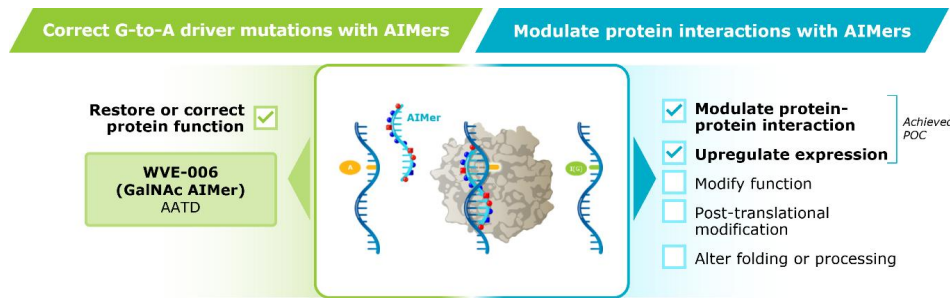 Correct G-to-A driver mutations with AIMers
Modulate protein interactions with AIMers
Restore or correct
protein function
WVE-006
(GalNAc AIMer)
AATD
AIMer
A
I(G)
Modulate protein-
protein interaction
Upregulate expression
Modify function
Post-translational
modification
Alter folding or processing
Achieved
POC